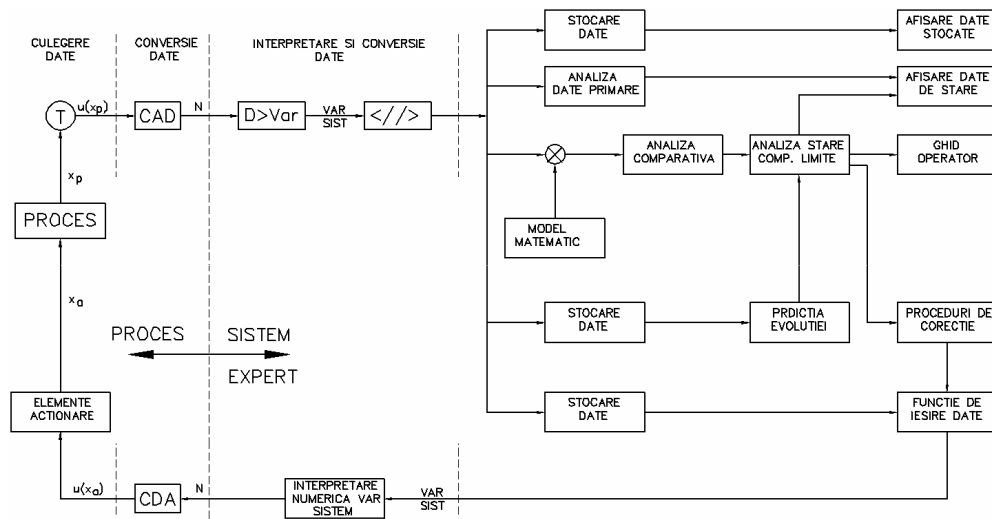 CULEGERE
DATE
CONVERSIE
DATE
INTERPRETARE SI CONVERSIE
DATE
STOCARE
DATE
AFISARE DATE
STOCATE
ANALIZA
DATE PRIMARE
AFISARE DATE
DE STARE
T
u(xp)
CAD
N
D>Var
VAR
SIST
<//>
ANALIZA
COMPARATIVA
ANALIZA STARE
COMP. LIMITE
GHID
OPERATOR
xp
PROCES
MODEL
MATEMATIC
xa
PROCES
SISTEM
EXPERT
STOCARE
DATE
PRDICTIA
EVOLUTIEI
PROCEDURI DE
CORECTIE
ELEMENTE
ACTIONARE
STOCARE
DATE
FUNCTIE DE
IESIRE DATE
u(xa)
CDA
N
INTERPRETARE
NUMERICA VAR
SISTEM
VAR
SIST